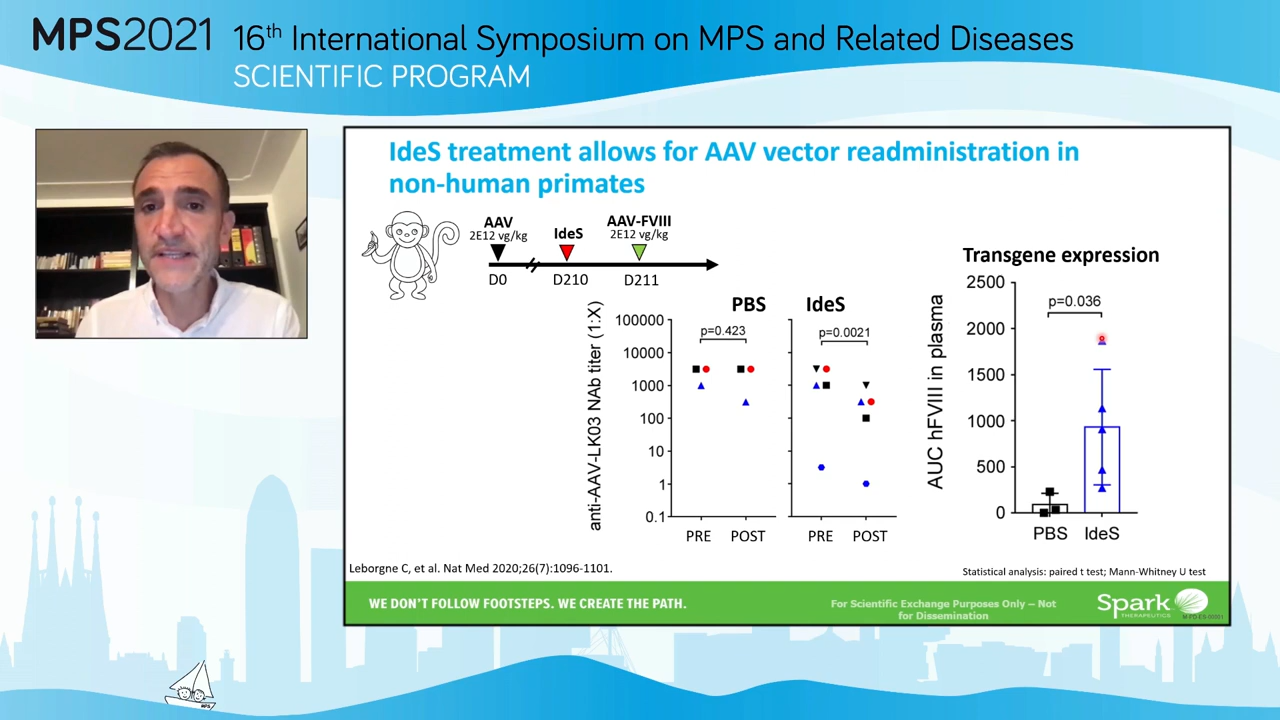 MPS2021 16th International Symposium on MPS and Related Diseases
SCIENTIFIC PROGRAM
IdeS treatment allows for AAV vector readministration in
non-human primates
AAV
2E12 vg/kg
IdeS
AAV-FVIII
2E12 vg/kg
D0
D210
D211
anti-AAV-LK03 NAb titer (1:X)
PBS
IdeS
100000
10000
1000
100
10
1
0.1
p=0.423
p=0.0021
PRE
POST
PRE
POST
Transgene expression
AUC hFVIII in plasma
2500
2000
1500
1000
500
0
p=0.036
PBS
IdeS
Leborgne C, et al. Nat Med 2020;26(7):1096-1101.
Statistical analysis: paired t test; Mann-Whitney U test
WE DON'T FOLLOW FOOTSTEPS. WE CREATE THE PATH.
For Scientific Exchange Purposes Only – Not
for Dissemination
Spark
THERAPEUTICS
MPS